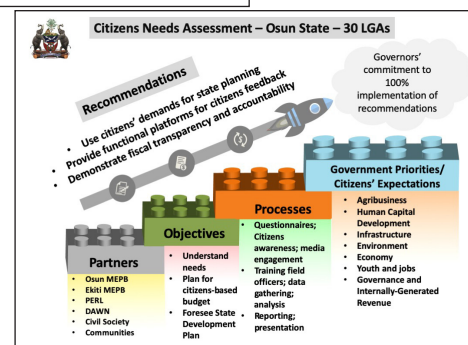 Citizens Needs Assessment – Osun State – 30 LGAs
Recommendations
• Use citizens' demands for state planning
• Provide functional platforms for citizens feedback
• Demonstrate fiscal transparency and accountability
Governors'
commitment to
100%
implementation of
recommendations
Partners
• Osun MEPB
• Ekiti MEPB
• PERL
• DAWN
• Civil Society
• Communities
Objectives
• Understand
needs
• Plan for
citizens-based
budget
• Foresee State
Development
Plan
Processes
• Questionnaires;
Citizens
awareness; media
engagement
• Training field
officers; data
gathering;
analysis
• Reporting;
presentation
Government Priorities/
Citizens' Expectations
• Agribusiness
• Human Capital
Development
• Infrastructure
• Environment
• Economy
• Youth and jobs
• Governance and
Internally-Generated
Revenue